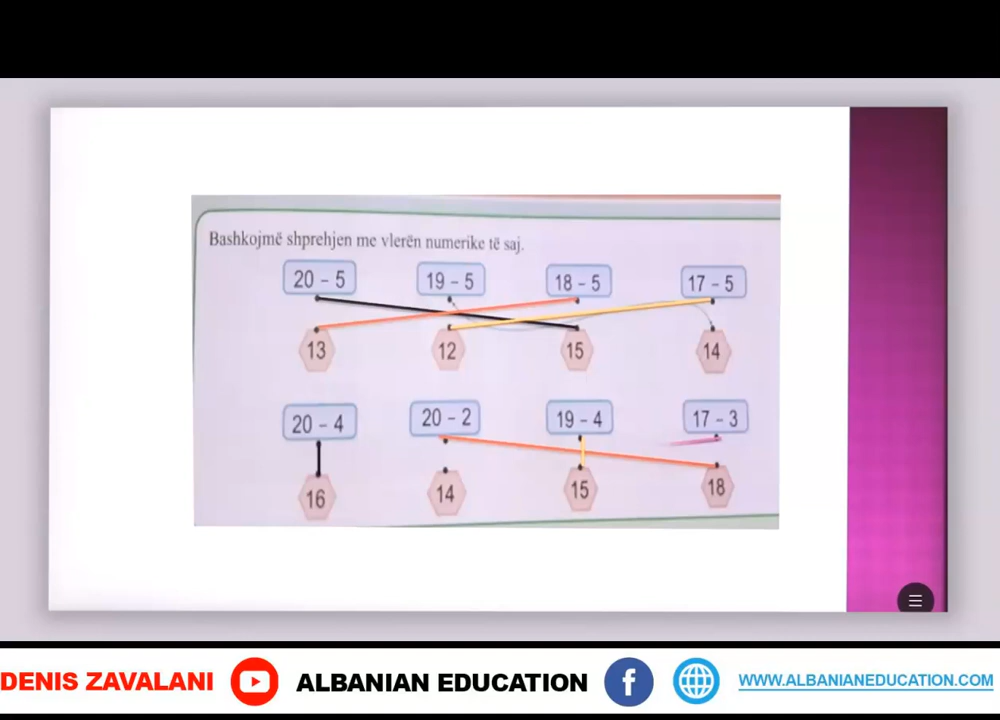 Bashkojmë shprehjen me vlerën numerike të saj.
20 - 5 19 - 5 18 - 5 17 - 5
13 12 15 14
20 - 4 20 - 2 19 - 4 17 - 3
16 14 15 18
DENIS ZAVALANI ALBANIAN EDUCATION WWW.ALBANIANEDUCATION.COM